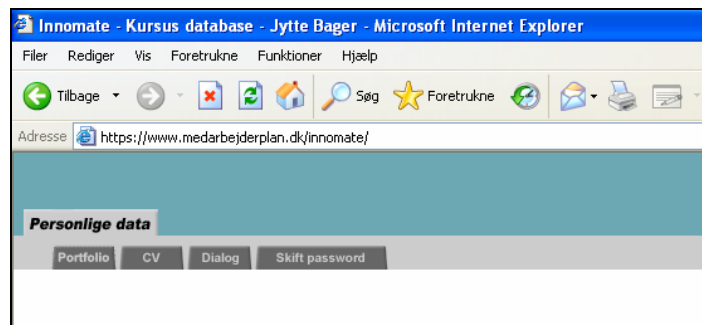 Innomate - Kursus database - Jytte Bager - Microsoft Internet Explorer
Filer Rediger Vis Foretrukne Funktioner Hjælp
Tilbage Søg Foretrukne
Adresse https://www.medarbejderplan.dk/innomate/
Personlige data
Portfolio CV Dialog Skift password